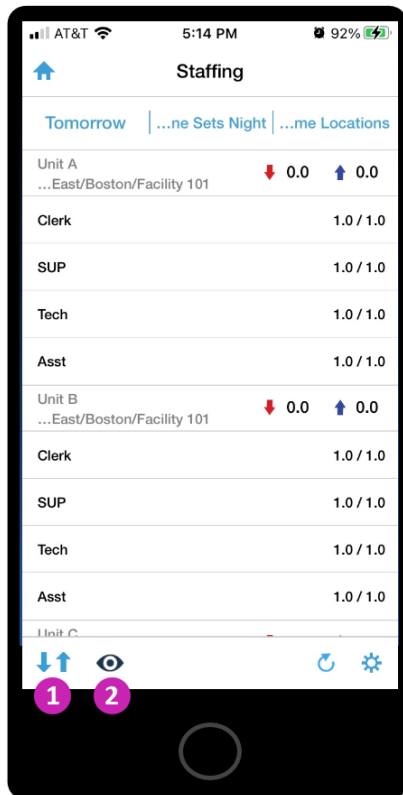 AT&T 5:14 PM 92%
Staffing
Tomorrow ...ne Sets Night ...me Locations
Unit A
...East/Boston/Facility 101 0.0 0.0
Clerk 1.0 / 1.0
SUP 1.0 / 1.0
Tech 1.0 / 1.0
Asst 1.0 / 1.0
Unit B
...East/Boston/Facility 101 0.0 0.0
Clerk 1.0 / 1.0
SUP 1.0 / 1.0
Tech 1.0 / 1.0
Asst 1.0 / 1.0
Unit C
1 2